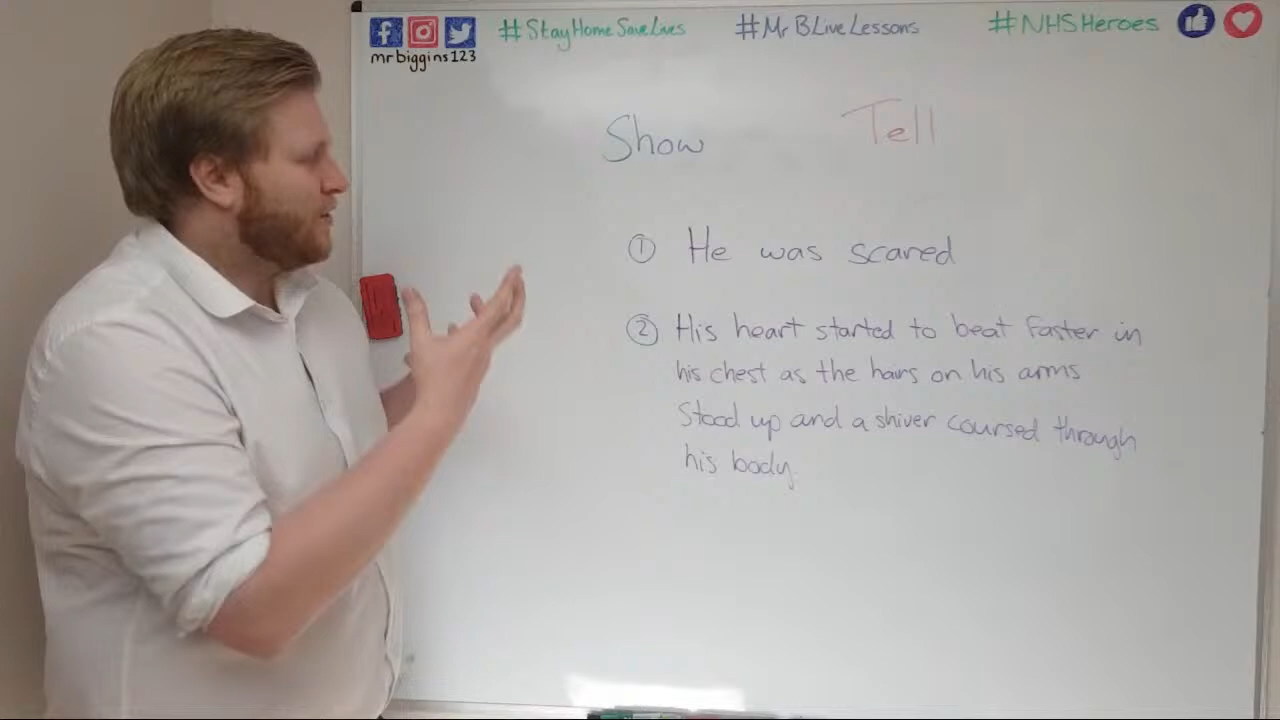 #StayHomeSaveLives #MrBLiveLessons #NHSHeroes
mrbiggins123
Show Tell
① He was scared
② His heart started to beat faster in
his chest as the hairs on his arms
stood up and a shiver coursed through
his body.